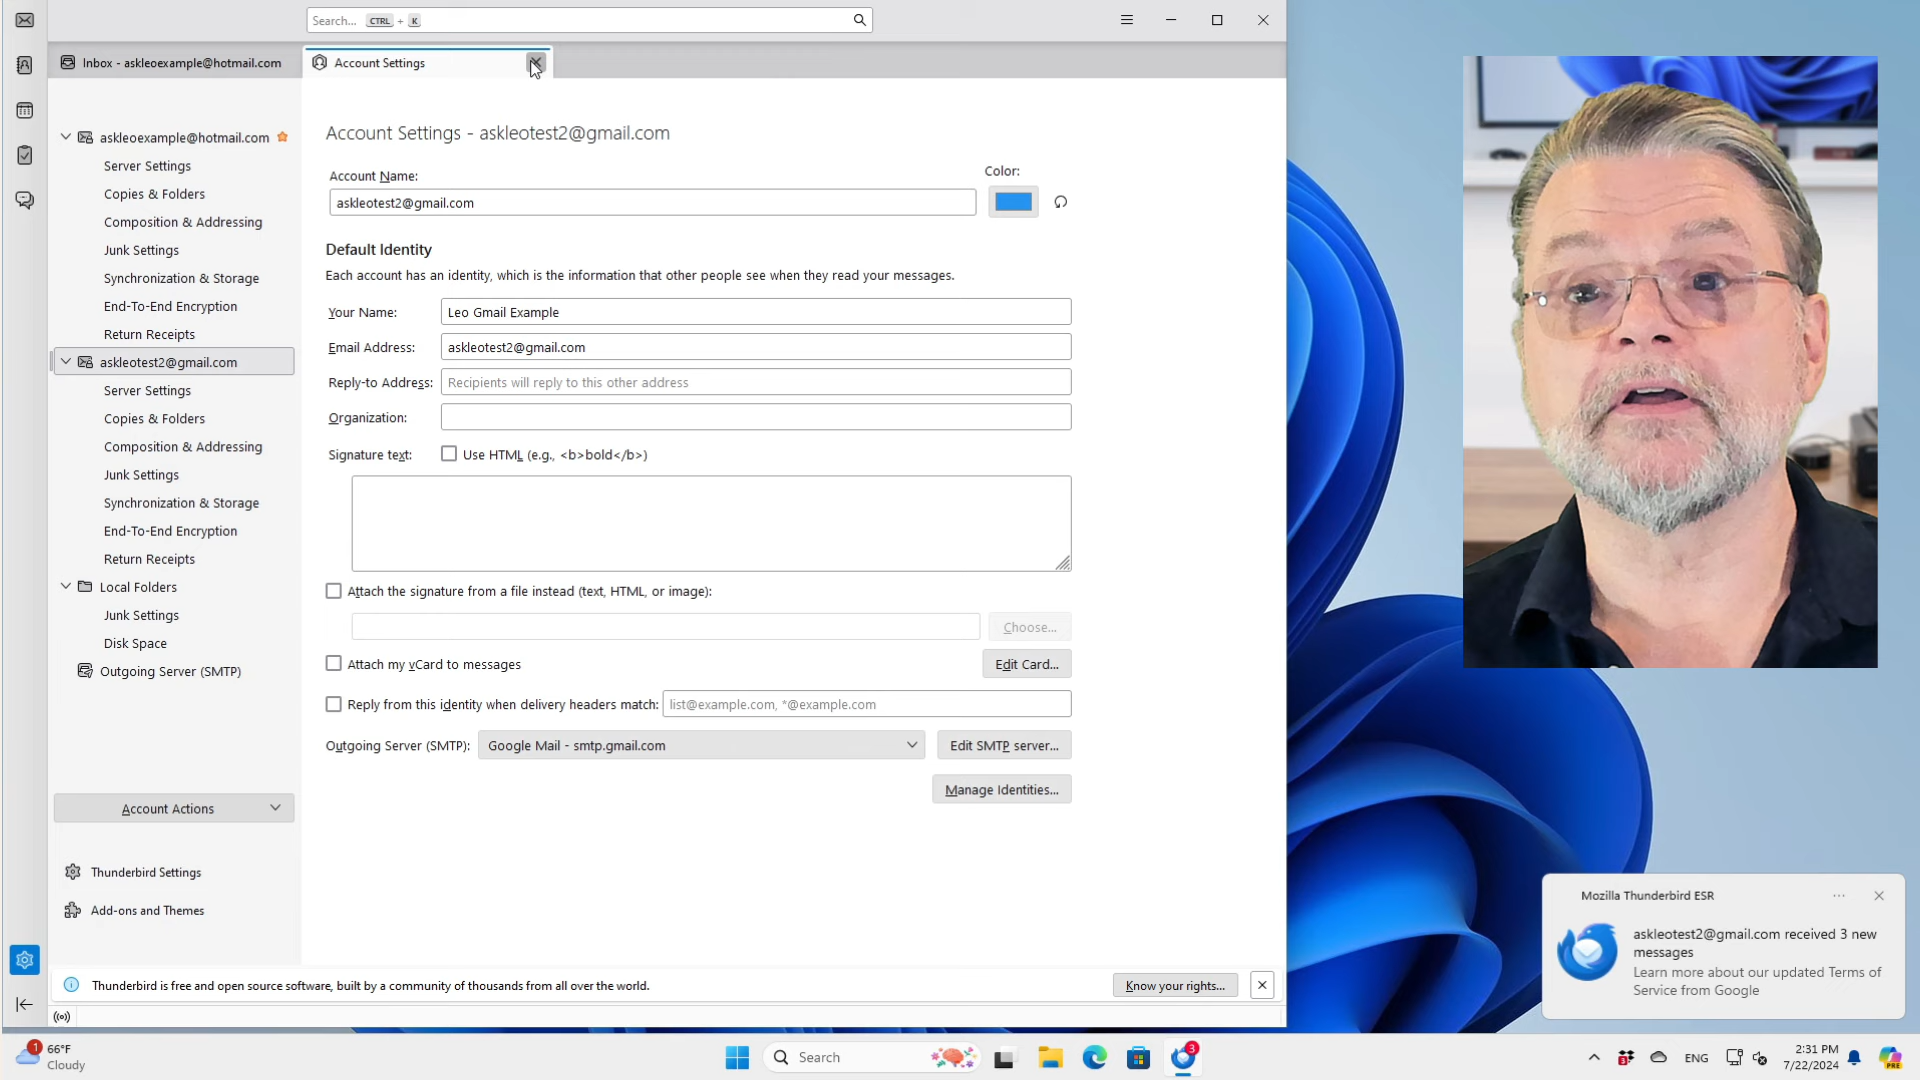 Search... CTRL + K
Inbox - askleoexample@hotmail.com
Account Settings
askleoexample@hotmail.com
Server Settings
Copies & Folders
Composition & Addressing
Junk Settings
Synchronization & Storage
End-To-End Encryption
Return Receipts
askleotest2@gmail.com
Server Settings
Copies & Folders
Composition & Addressing
Junk Settings
Synchronization & Storage
End-To-End Encryption
Return Receipts
Local Folders
Junk Settings
Disk Space
Outgoing Server (SMTP)
Account Actions
Thunderbird Settings
Add-ons and Themes
Account Settings - askleotest2@gmail.com
Account Name:
Color:
askleotest2@gmail.com
Default Identity
Each account has an identity, which is the information that other people see when they read your messages.
Your Name: Leo Gmail Example
Email Address: askleotest2@gmail.com
Reply-to Address: Recipients will reply to this other address
Organization:
Signature text: Use HTML (e.g., <b>bold</b>)
Attach the signature from a file instead (text, HTML, or image):
Choose...
Attach my vCard to messages
Edit Card...
Reply from this identity when delivery headers match: list@example.com, *@example.com
Outgoing Server (SMTP): Google Mail - smtp.gmail.com
Edit SMTP server...
Manage Identities...
Thunderbird is free and open source software, built by a community of thousands from all over the world.
Know your rights...
Mozilla Thunderbird ESR
askleotest2@gmail.com received 3 new
messages
Learn more about our updated Terms of
Service from Google
1
66°F
Cloudy
Search
3
ENG
2:31 PM
7/22/2024
PRE